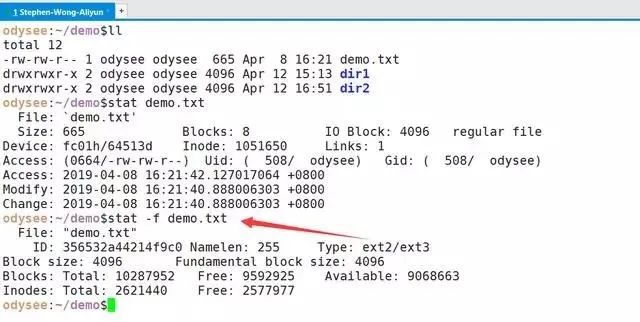 1 Stephen-Wong-Aliyun
odysee:~/demo$ll
total 12
-rw-rw-r-- 1 odysee odysee  665 Apr  8 16:21 demo.txt
drwxrwxr-x 2 odysee odysee 4096 Apr 12 15:13 dir1
drwxrwxr-x 2 odysee odysee 4096 Apr 12 16:51 dir2
odysee:~/demo$stat demo.txt
  File: `demo.txt'
  Size: 665             Blocks: 8          IO Block: 4096   regular file
Device: fc01h/64513d    Inode: 1051650     Links: 1
Access: (0664/-rw-rw-r--)  Uid: (  508/  odysee)   Gid: (  508/  odysee)
Access: 2019-04-08 16:21:42.127017064 +0800
Modify: 2019-04-08 16:21:40.888006303 +0800
Change: 2019-04-08 16:21:40.888006303 +0800
odysee:~/demo$stat -f demo.txt
  File: "demo.txt"
    ID: 356532a44214f9c0 Namelen: 255     Type: ext2/ext3
Block size: 4096       Fundamental block size: 4096
Blocks: Total: 10287952   Free: 9592925    Available: 9068663
Inodes: Total: 2621440    Free: 2577977
odysee:~/demo$